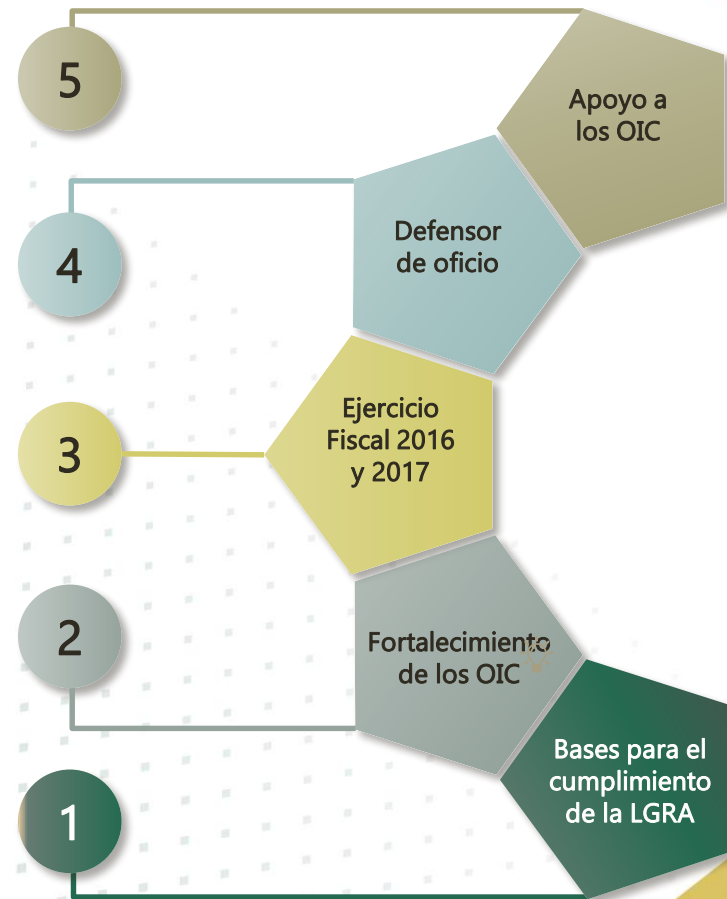 5
Apoyo a
los OIC
4
Defensor
de oficio
3
Ejercicio
Fiscal 2016
y 2017
2
Fortalecimiento
de los OIC
1
Bases para el
cumplimiento
de la LGRA